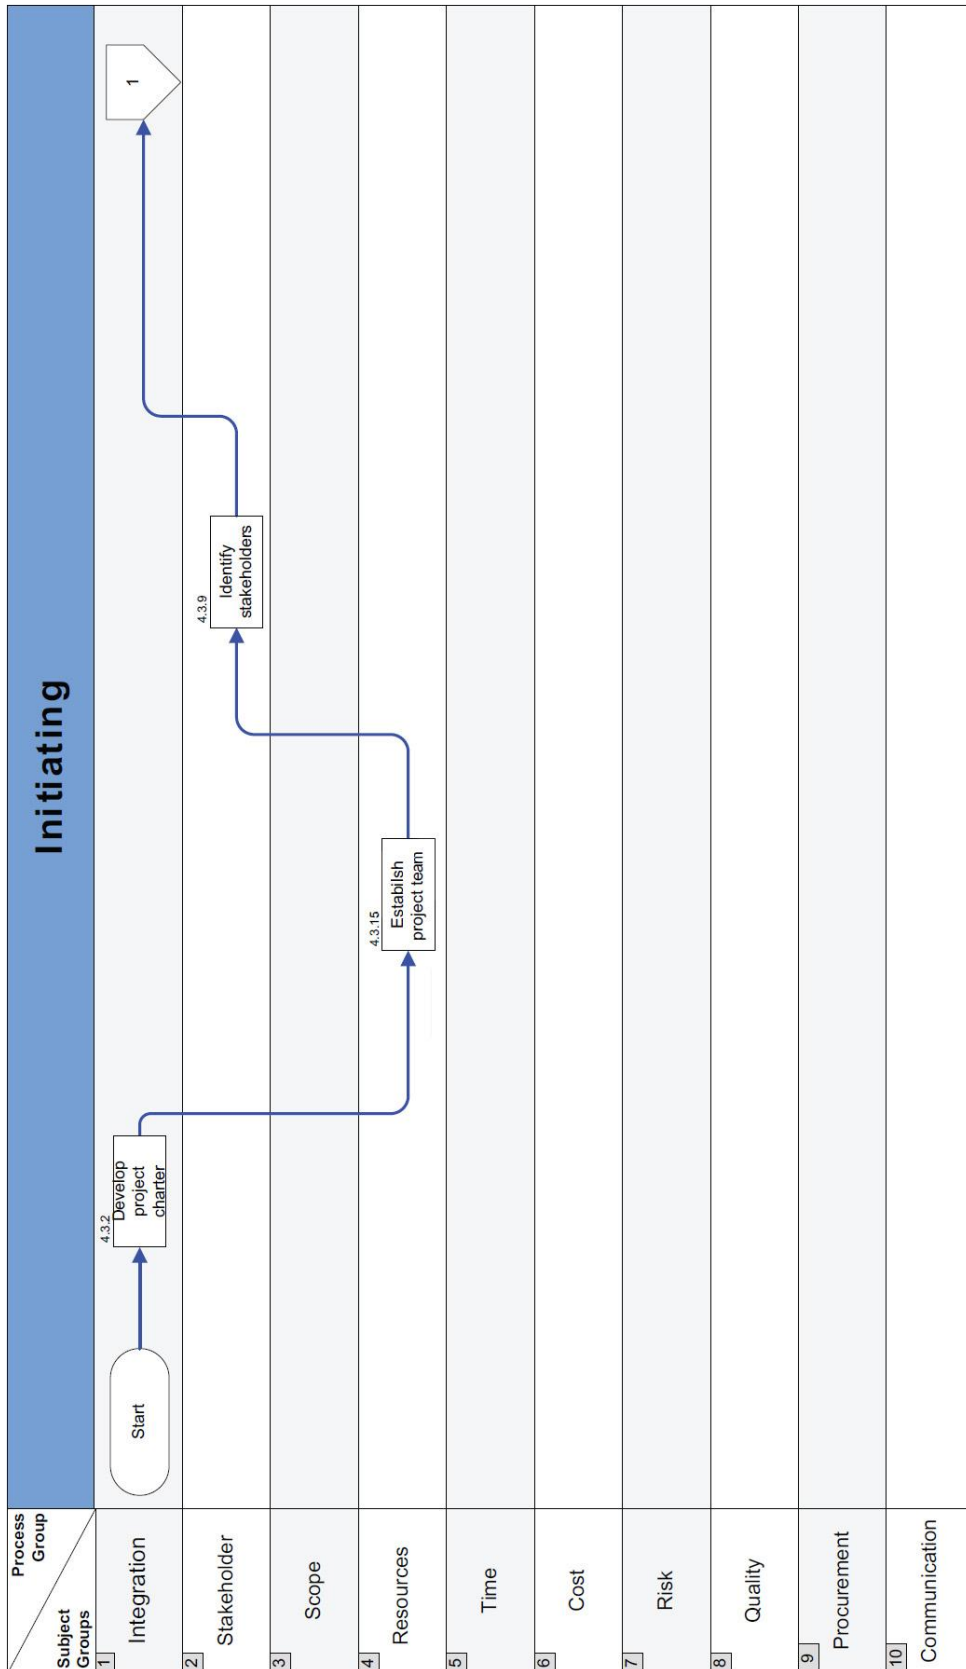 Process
Group
Subject
Groups
Initiating
1
Integration
Start
4.3.2
Develop
project
charter
1
2
Stakeholder
4.3.9
Identify
stakeholders
3
Scope
4
Resources
4.3.15
Estabilsh
project team
5
Time
6
Cost
7
Risk
8
Quality
9
Procurement
10
Communication